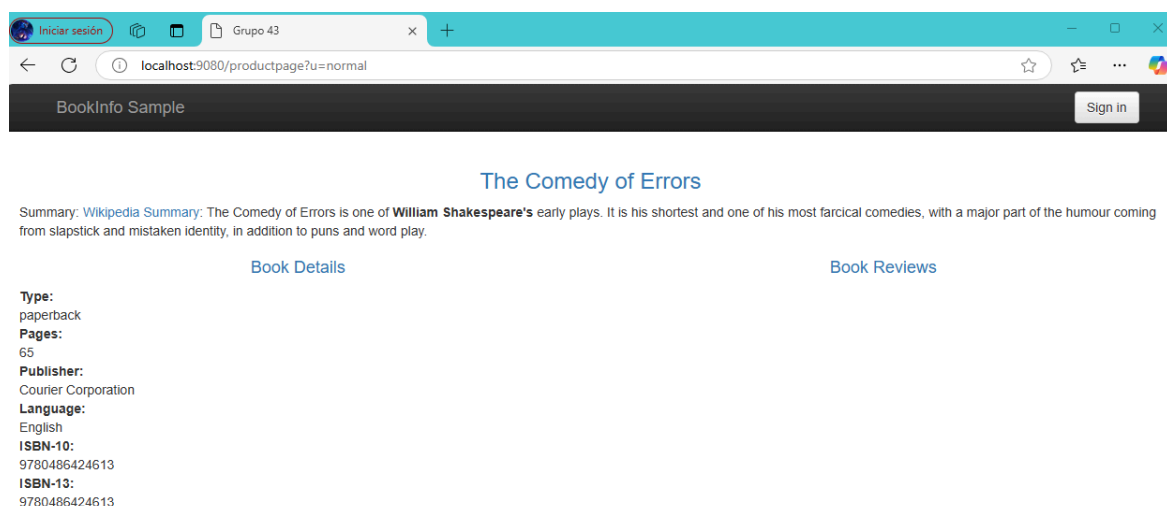 Iniciar sesión
Grupo 43
localhost:9080/productpage?u=normal
BookInfo Sample
Sign in
The Comedy of Errors
Summary: Wikipedia Summary: The Comedy of Errors is one of William Shakespeare's early plays. It is his shortest and one of his most farcical comedies, with a major part of the humour coming
from slapstick and mistaken identity, in addition to puns and word play.
Book Details
Book Reviews
Type:
paperback
Pages:
65
Publisher:
Courier Corporation
Language:
English
ISBN-10:
9780486424613
ISBN-13:
9780486424613